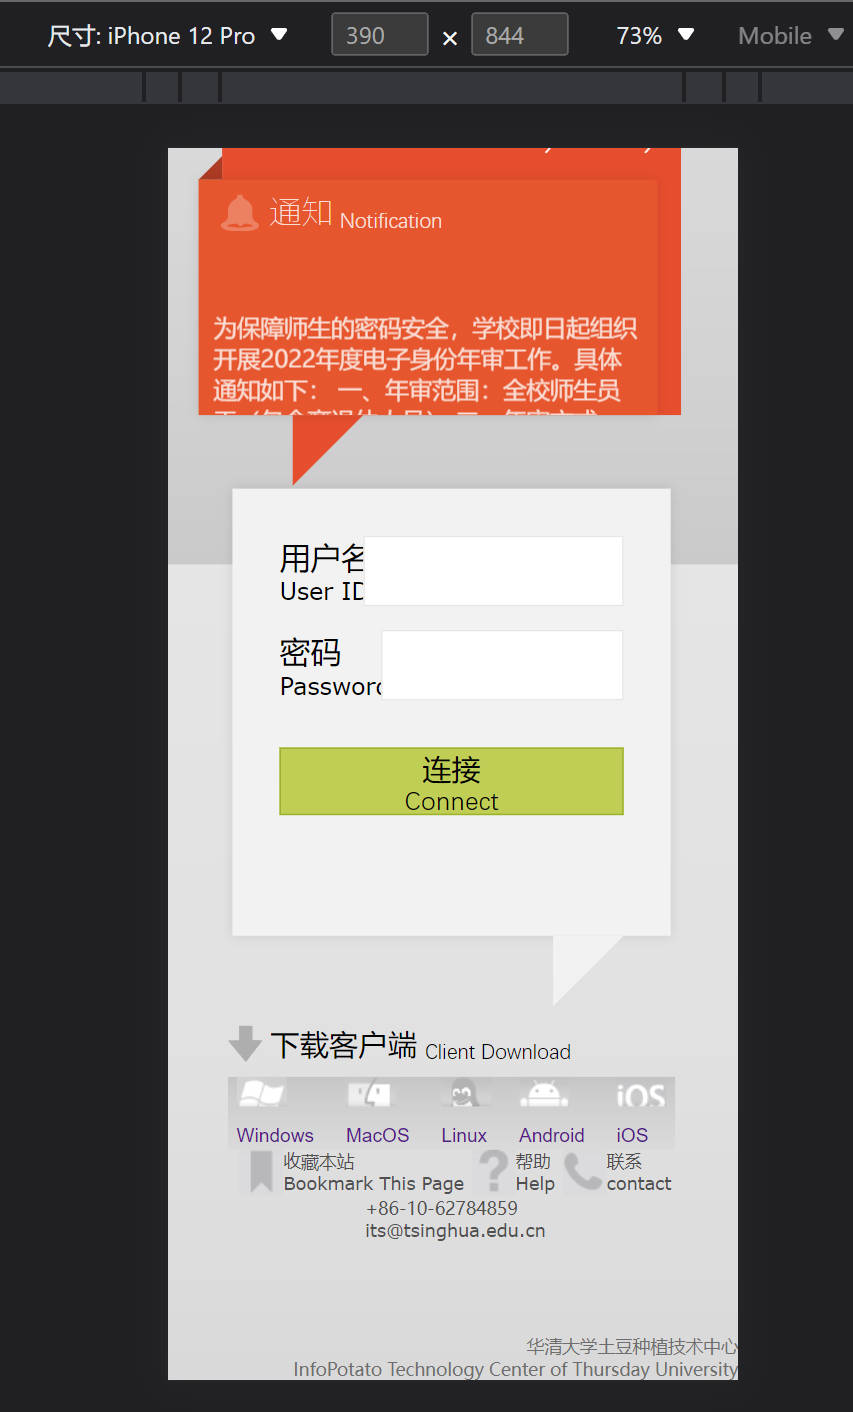 尺寸: iPhone 12 Pro 390 × 844 73% Mobile
通知 Notification
为保障师生的密码安全，学校即日起组织
开展2022年度电子身份年审工作。具体
通知如下： 一、年审范围：全校师生员
用户名
User ID
密码
Password
连接
Connect
下载客户端 Client Download
Windows MacOS Linux Android iOS
收藏本站 帮助 联系
Bookmark This Page Help contact
+86-10-62784859
its@tsinghua.edu.cn
华清大学土豆种植技术中心
InfoPotato Technology Center of Thursday University